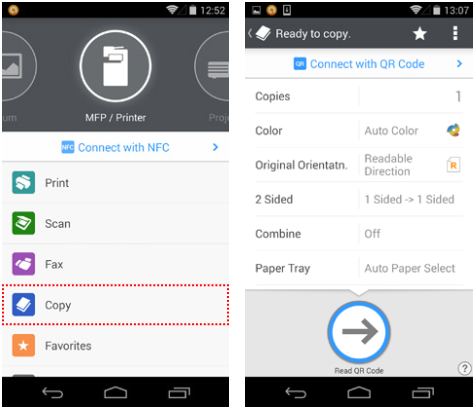 12:52
um
MFP / Printer
Proj
NFC Connect with NFC
Print
Scan
Fax
Copy
Favorites
13:07
Ready to copy.
QR Connect with QR Code
Copies 1
Color Auto Color
Original Orientatn. Readable
Direction
R
2 Sided 1 Sided -> 1 Sided
Combine Off
Paper Tray Auto Paper Select
Read QR Code
?